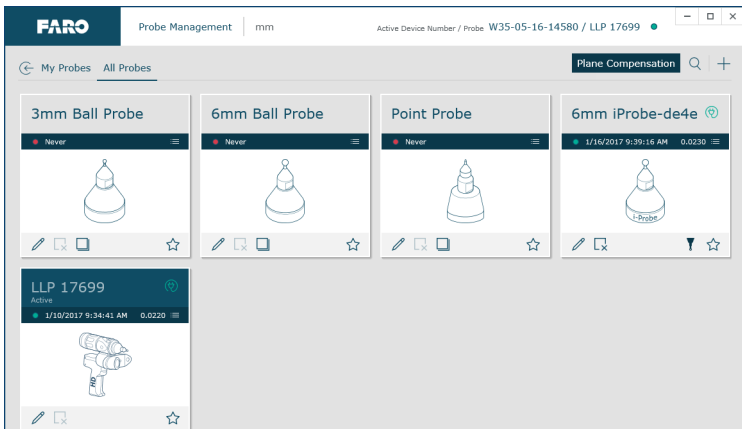 FARO
Probe Management mm
Active Device Number / Probe W35-05-16-14580 / LLP 17699
My Probes All Probes
Plane Compensation
3mm Ball Probe
Never
6mm Ball Probe
Never
Point Probe
Never
6mm iProbe-de4e
1/16/2017 9:39:16 AM 0.0230
i-Probe
LLP 17699
Active
1/10/2017 9:34:41 AM 0.0220
HD